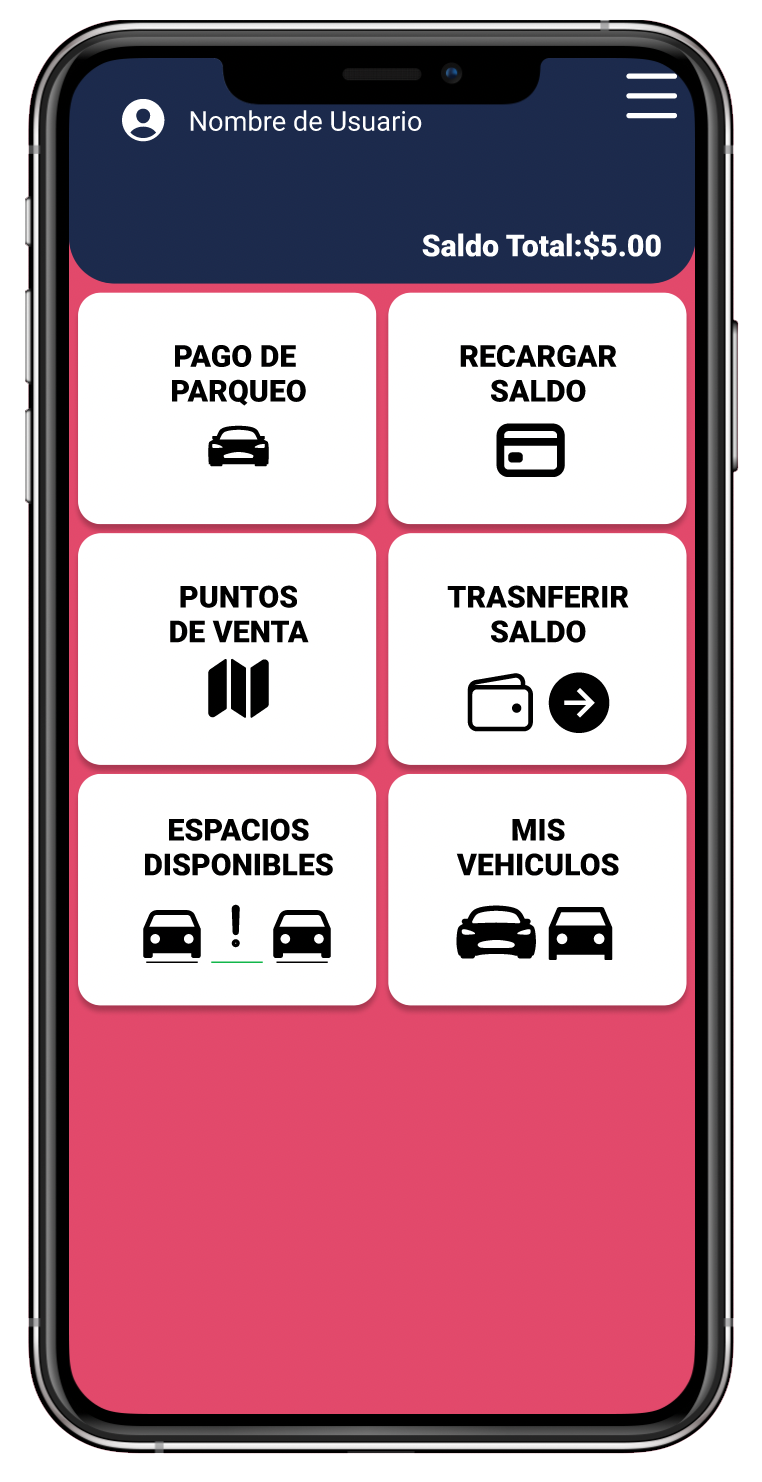 Nombre de Usuario
Saldo Total:$5.00
PAGO DE
PARQUEO
RECARGAR
SALDO
PUNTOS
DE VENTA
TRASNFERIR
SALDO
ESPACIOS
DISPONIBLES
!
MIS
VEHICULOS